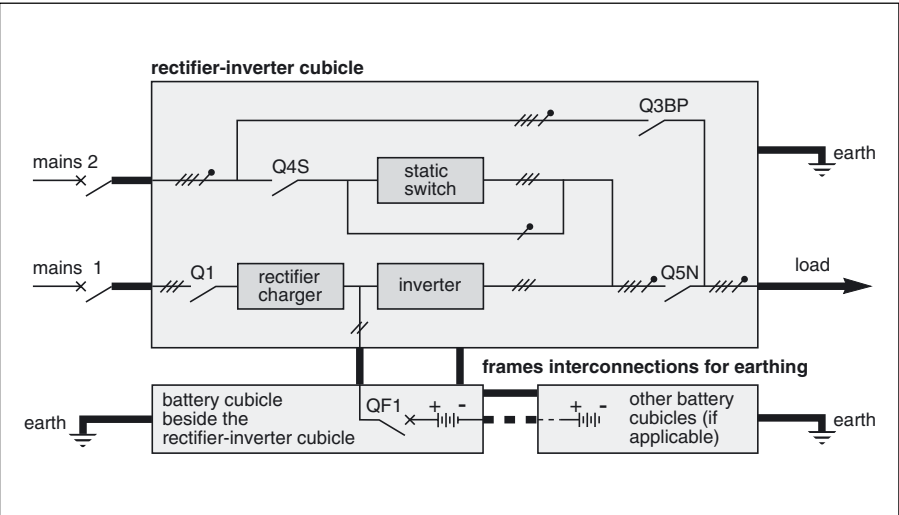 rectifier-inverter cubicle
Q3BP
mains 2
Q4S
static
switch
earth
mains 1
Q1
rectifier
charger
inverter
Q5N
load
frames interconnections for earthing
battery cubicle
beside the
rectifier-inverter cubicle
QF1
+ -
+ -
other battery
cubicles (if
applicable)
earth
earth